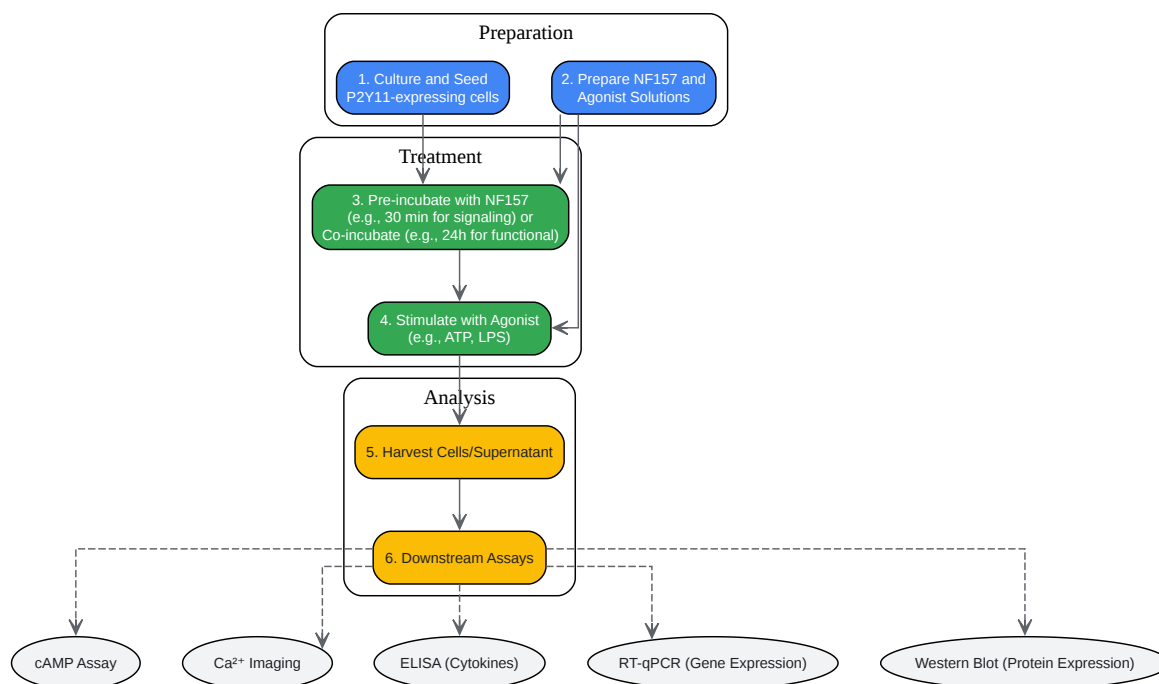 Preparation
1. Culture and Seed
P2Y11-expressing cells
2. Prepare NF157 and
Agonist Solutions
Treatment
3. Pre-incubate with NF157
(e.g., 30 min for signaling) or
Co-incubate (e.g., 24h for functional)
4. Stimulate with Agonist
(e.g., ATP, LPS)
Analysis
5. Harvest Cells/Supernatant
6. Downstream Assays
cAMP Assay
Ca²⁺ Imaging
ELISA (Cytokines)
RT-qPCR (Gene Expression)
Western Blot (Protein Expression)